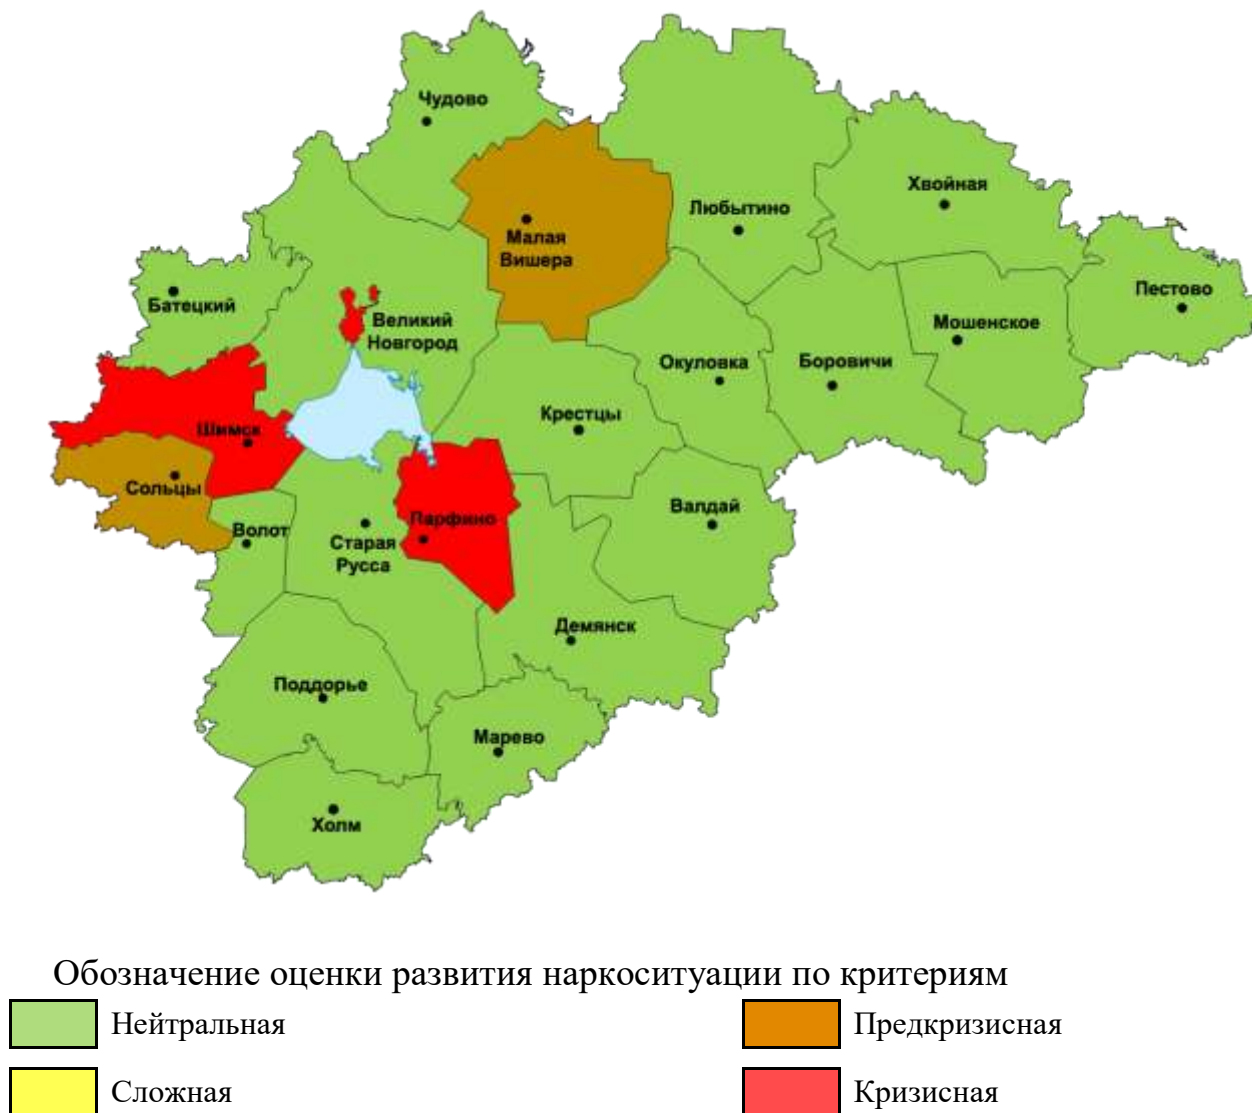 Чудово
Хвойная
Любытино
Малая
Вишера
Пестово
Батецкий
Великий
Новгород
Мошенское
Окуловка
Боровичи
Крестцы
Шимск
Сольцы
Валдай
Парфино
Волот
Старая
Русса
Демянск
Поддорье
Марево
Холм
Обозначение оценки развития наркоситуации по критериям
Нейтральная
Предкризисная
Сложная
Кризисная